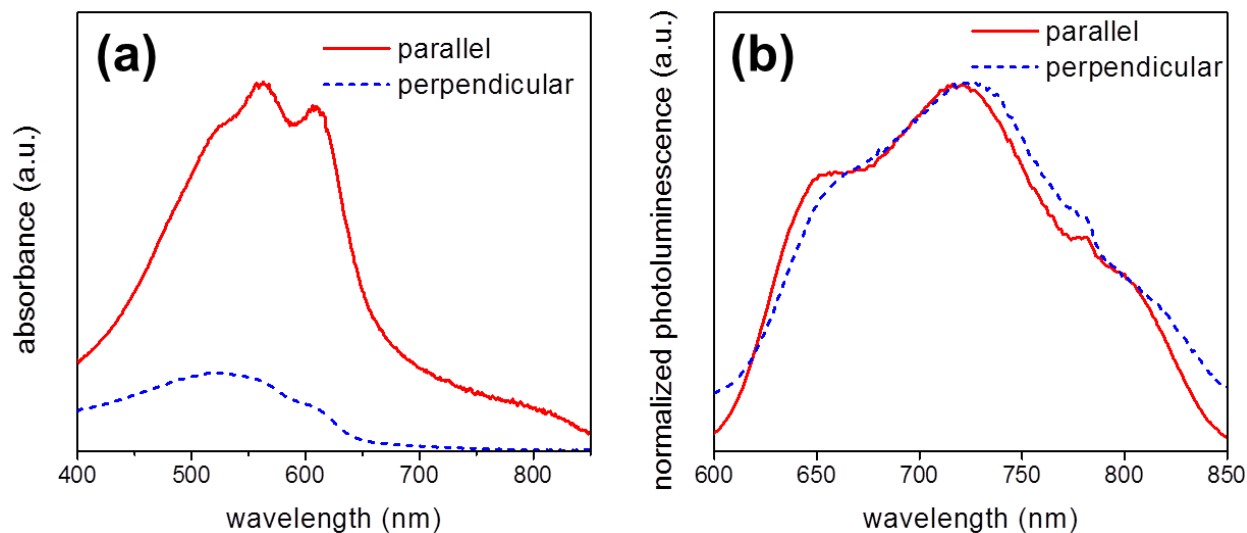 (a)
parallel
perpendicular
absorbance (a.u.)
400 500 600 700 800
wavelength (nm)
(b)
parallel
perpendicular
normalized photoluminescence (a.u.)
600 650 700 750 800 850
wavelength (nm)